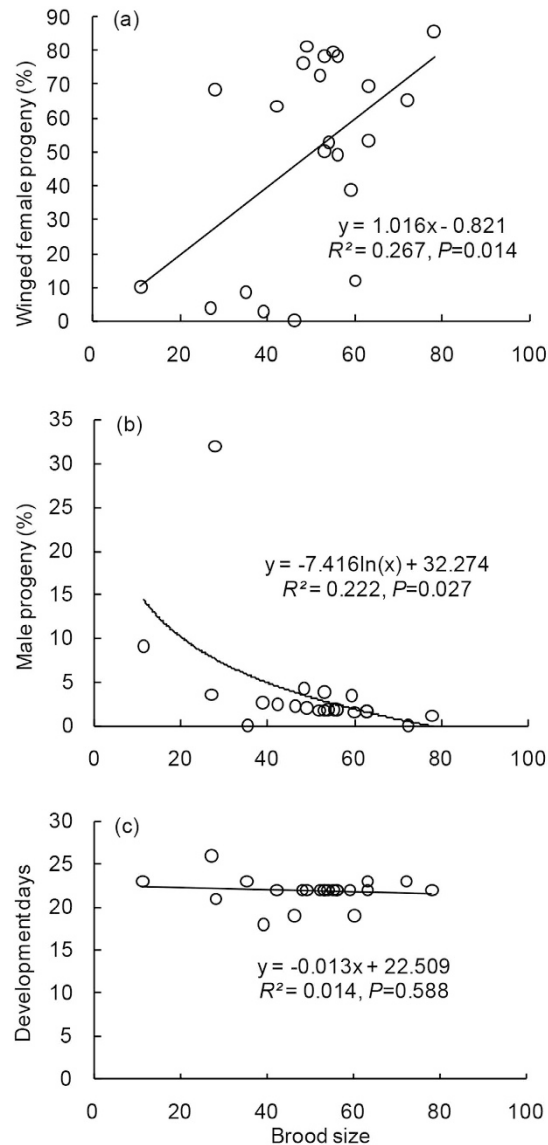 (a)
90
80
70
60
50
40
30
20
10
0
Winged female progeny (%)
y = 1.016x - 0.821
R² = 0.267, P=0.014
0 20 40 60 80 100
(b)
35
30
25
20
15
10
5
0
Male progeny (%)
y = -7.416ln(x) + 32.274
R² = 0.222, P=0.027
0 20 40 60 80 100
(c)
30
25
20
15
10
5
0
Development days
y = -0.013x + 22.509
R² = 0.014, P=0.588
0 20 40 60 80 100
Brood size